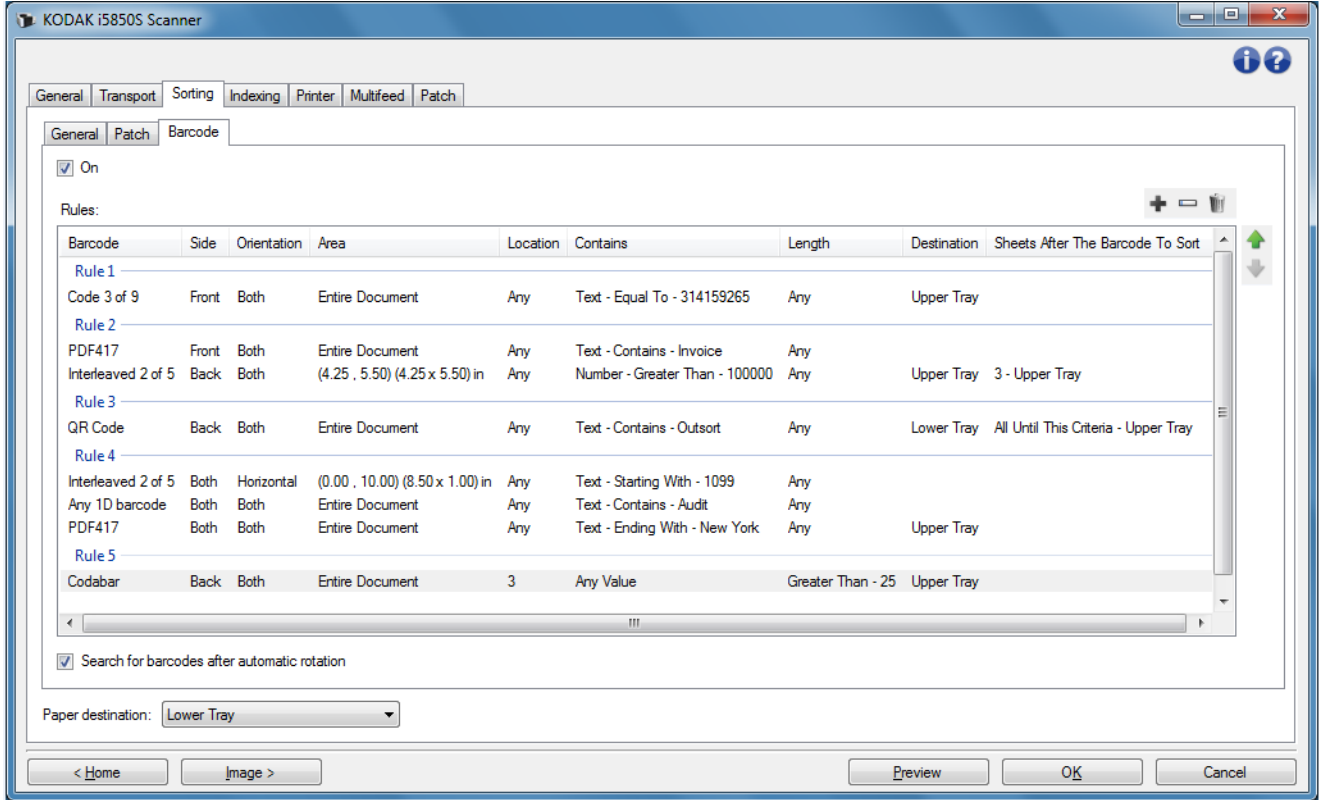 KODAK i5850S Scanner
General Transport Sorting Indexing Printer Multifeed Patch
General Patch Barcode
On
Rules:
Barcode Side Orientation Area Location Contains Length Destination Sheets After The Barcode To Sort
Rule 1
Code 3 of 9 Front Both Entire Document Any Text - Equal To - 314159265 Any Upper Tray
Rule 2
PDF417 Front Both Entire Document Any Text - Contains - Invoice Any
Interleaved 2 of 5 Back Both (4.25 , 5.50) (4.25 x 5.50) in Any Number - Greater Than - 100000 Any Upper Tray 3 - Upper Tray
Rule 3
QR Code Back Both Entire Document Any Text - Contains - Outsort Any Lower Tray All Until This Criteria - Upper Tray
Rule 4
Interleaved 2 of 5 Both Horizontal (0.00 , 10.00) (8.50 x 1.00) in Any Text - Starting With - 1099 Any
Any 1D barcode Both Both Entire Document Any Text - Contains - Audit Any
PDF417 Both Both Entire Document Any Text - Ending With - New York Any Upper Tray
Rule 5
Codabar Back Both Entire Document 3 Any Value Greater Than - 25 Upper Tray
Search for barcodes after automatic rotation
Paper destination: Lower Tray
< Home Image > Preview OK Cancel